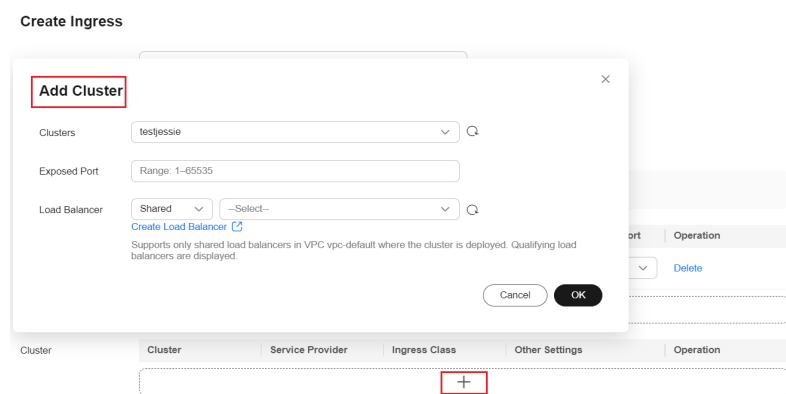 Create Ingress
Add Cluster
Clusters
testjessie
Exposed Port
Range: 1–65535
Load Balancer
Shared
--Select--
Create Load Balancer
Supports only shared load balancers in VPC vpc-default where the cluster is deployed. Qualifying load
balancers are displayed.
Cancel
OK
ort
Operation
Delete
Cluster
Cluster
Service Provider
Ingress Class
Other Settings
Operation